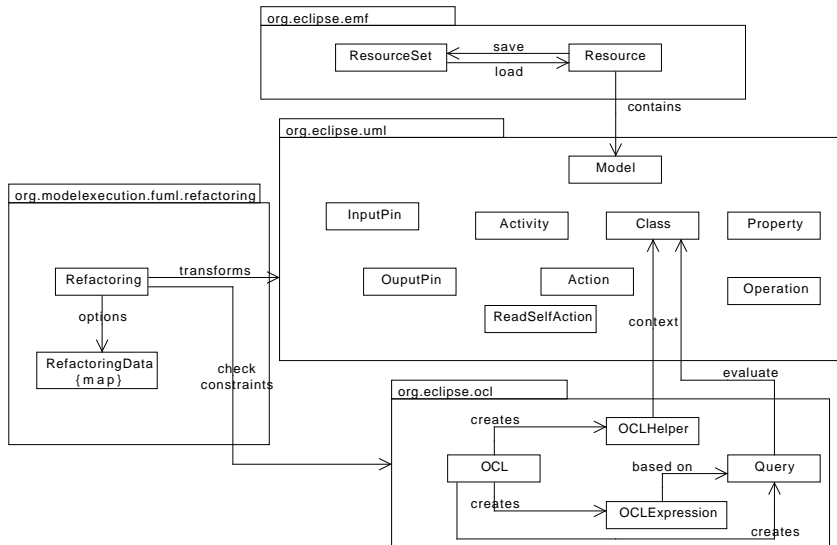 org.eclipse.emf
ResourceSet
save
load
Resource
contains
org.eclipse.uml
Model
InputPin
Activity
Class
Property
OuputPin
Action
Operation
ReadSelfAction
context
evaluate
org.modelexecution.fuml.refactoring
Refactoring
transforms
options
RefactoringData
{map}
check
constraints
org.eclipse.ocl
creates
OCLHelper
OCL
based on
Query
creates
OCLExpression
creates